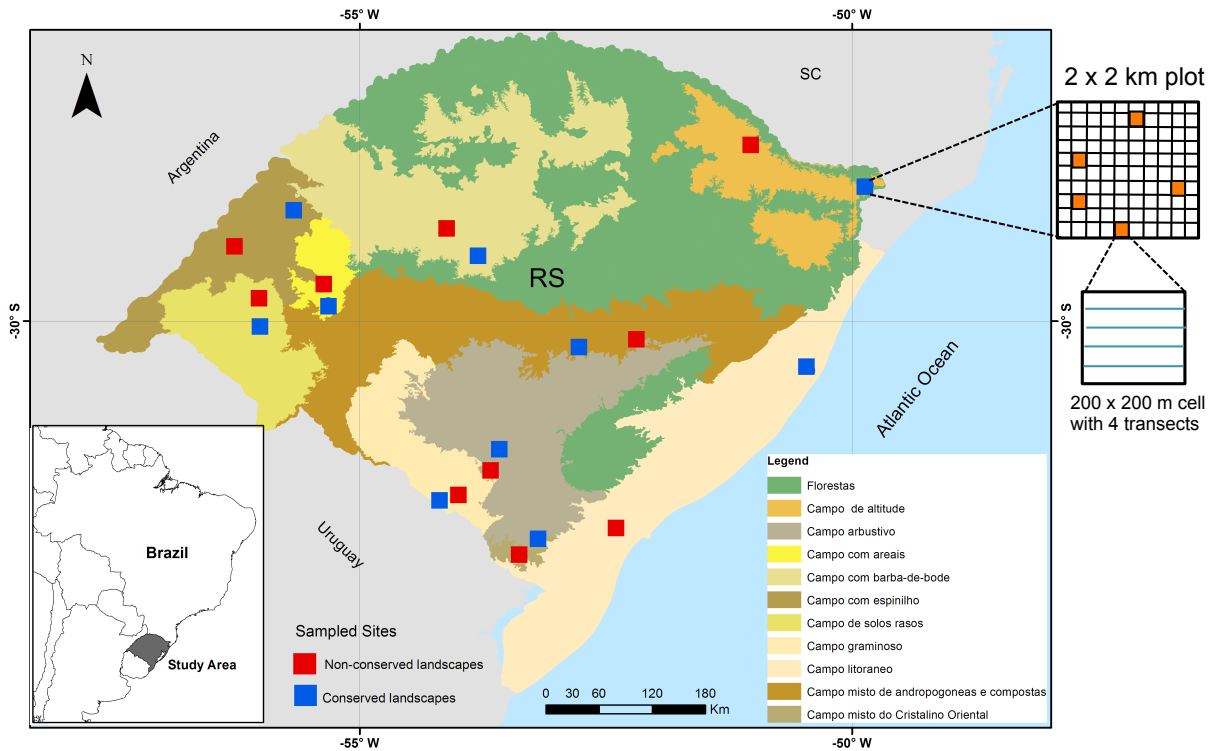 -55° W
-50° W
N
SC
2 x 2 km plot
Argentina
RS
-30° S
-30° S
Atlantic Ocean
200 x 200 m cell
with 4 transects
Uruguay
Brazil
Study Area
Sampled Sites
Non-conserved landscapes
Conserved landscapes
0 30 60 120 180
Km
Legend
Florestas
Campo de altitude
Campo arbustivo
Campo com areais
Campo com barba-de-bode
Campo com espinilho
Campo de solos rasos
Campo graminoso
Campo litoraneo
Campo misto de andropogoneas e compostas
Campo misto do Cristalino Oriental
-55° W
-50° W